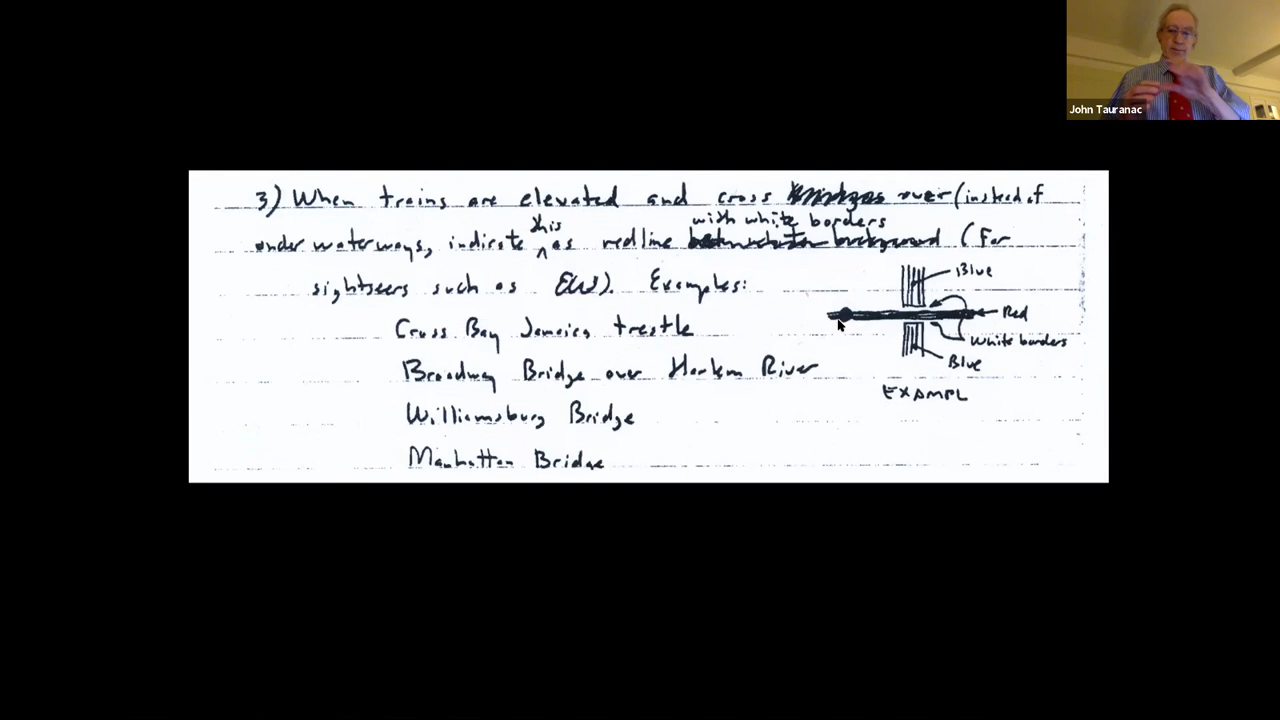 John Tauranac
3) When trains are elevated and cross over (instead of
under waterways, indicate this as red line with white borders (for
sightseers such as EW). Examples:
Cross Bay Jamaica trestle
Broadway Bridge over Harlem River
Williamsburg Bridge
Manhattan Bridge
Blue
Red
White borders
Blue
EXAMPL